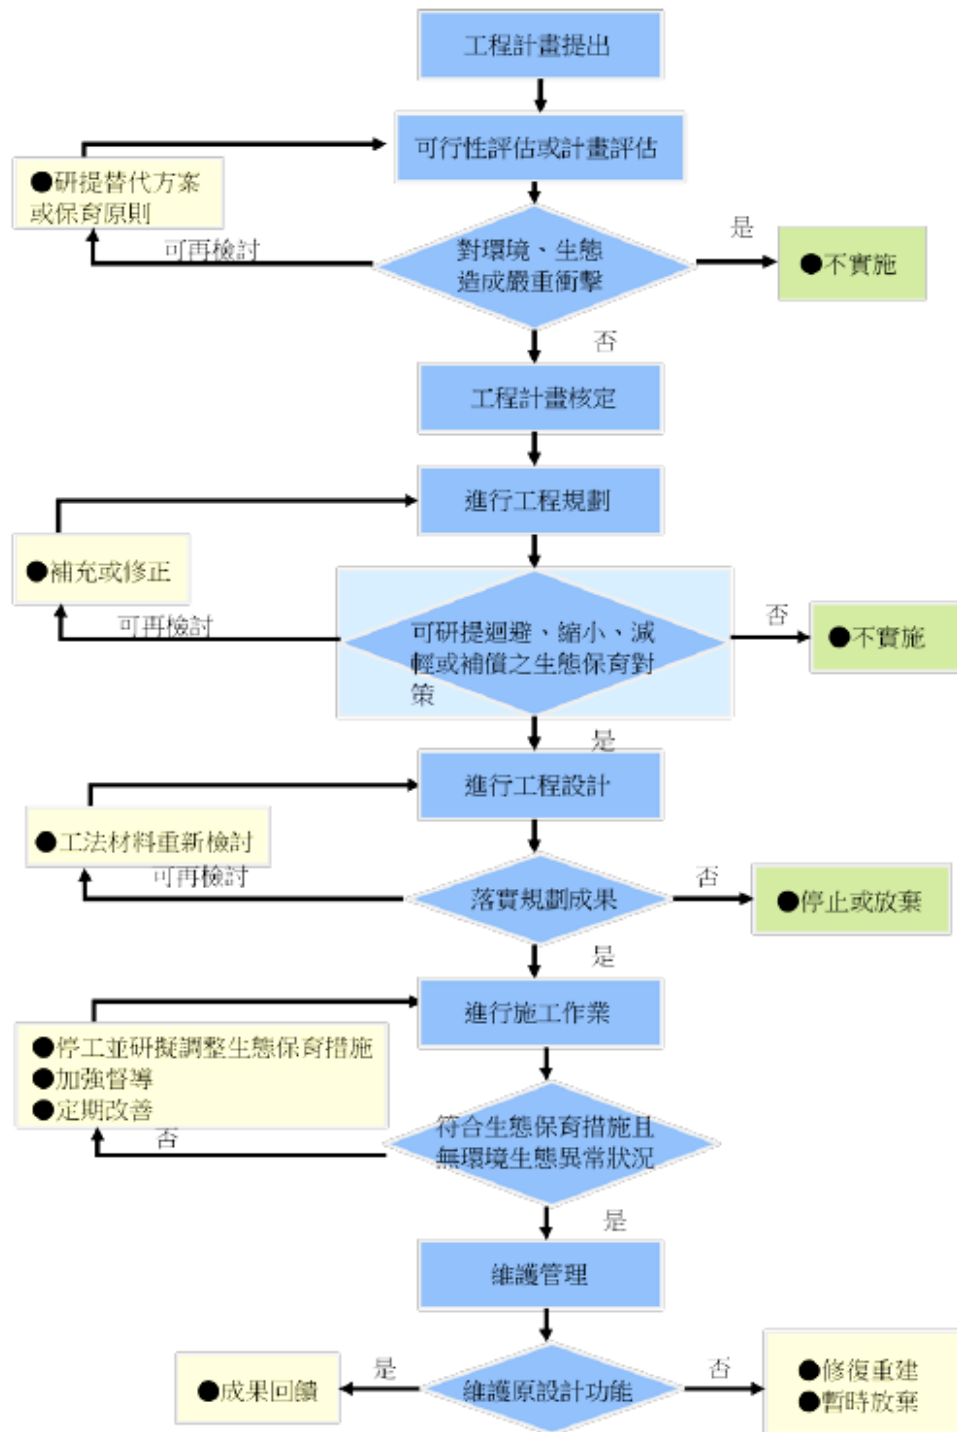 工程計畫提出
可行性評估或計畫評估
●研提替代方案
或保育原則
可再檢討
對環境、生態
造成嚴重衝擊
是
●不實施
否
工程計畫核定
進行工程規劃
●補充或修正
可再檢討
可研提迴避、縮小、減
輕或補償之生態保育對
策
否
●不實施
是
進行工程設計
●工法材料重新檢討
可再檢討
落實規劃成果
否
●停止或放棄
是
進行施工作業
●停工並研擬調整生態保育措施
●加強督導
●定期改善
否
符合生態保育措施且
無環境生態異常狀況
是
維護管理
●成果回饋
是
維護原設計功能
否
●修復重建
●暫時放棄